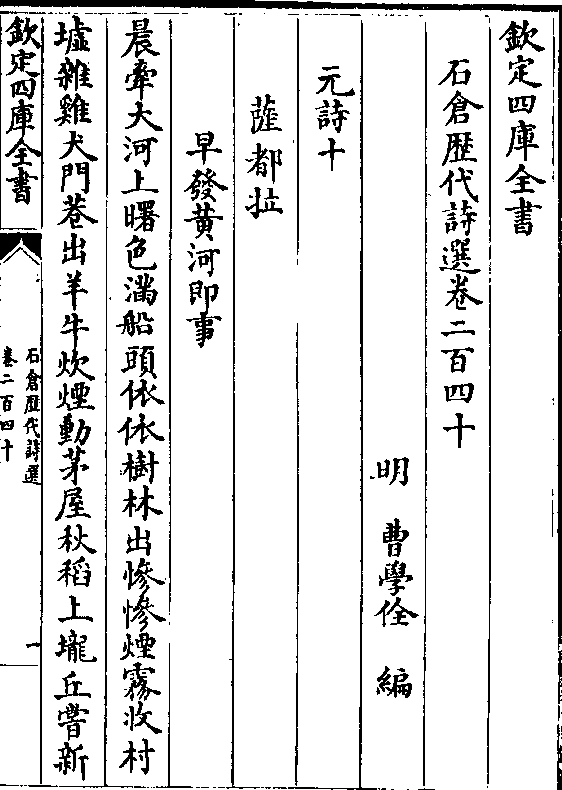 欽定四庫全書
石倉歷代詩選卷二百四十
明　曹學佺　編
元詩十
薩都拉
早發黃河即事
晨牽大河上曙色滿船頭依依樹林出慘慘煙霧收村
墟雜雞犬門巷出羊牛炊煙動茅屋秋稻上壠丘嘗新
欽定四庫全書
石倉歷代詩選
卷二百四十
一